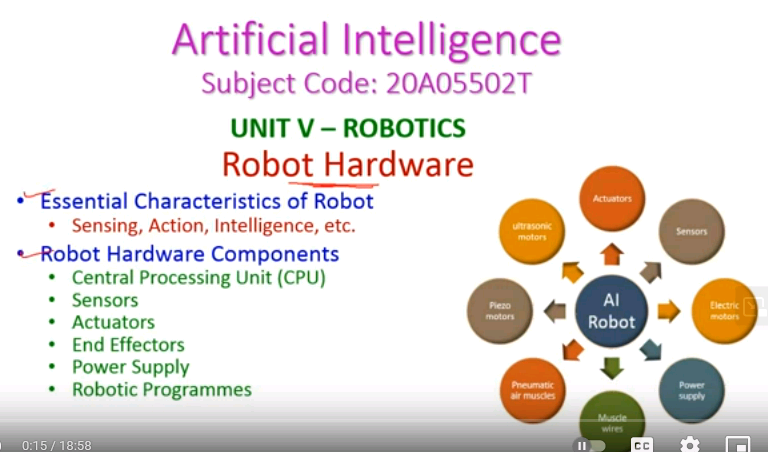 Artificial Intelligence
Subject Code: 20A05502T
UNIT V – ROBOTICS
Robot Hardware
• Essential Characteristics of Robot
• Sensing, Action, Intelligence, etc.
• Robot Hardware Components
• Central Processing Unit (CPU)
• Sensors
• Actuators
• End Effectors
• Power Supply
• Robotic Programmes
Actuators
Sensors
Electric
motors
Power
supply
Muscle
wires
Pneumatic
air muscles
Piezo
motors
ultrasonic
motors
AI
Robot
0:15 / 18:58
CC